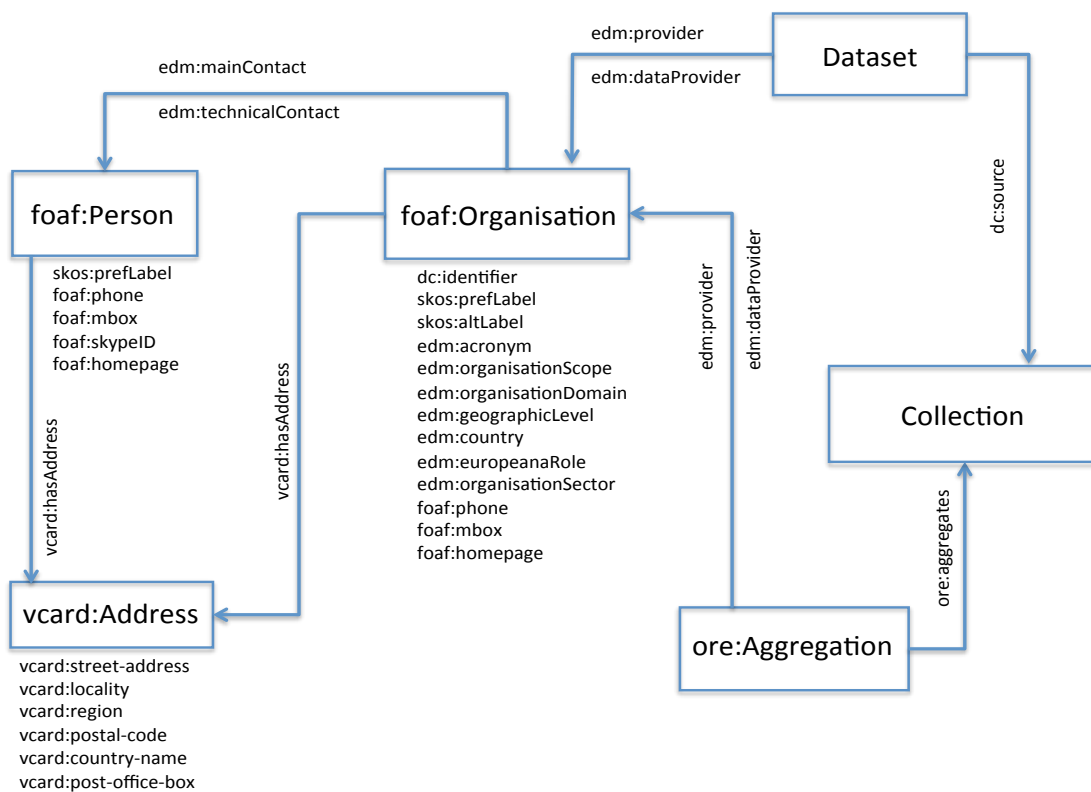 edm:provider
Dataset
edm:dataProvider
edm:mainContact
edm:technicalContact
dc:source
foaf:Person
foaf:Organisation
skos:prefLabel
foaf:phone
foaf:mbox
foaf:skypeID
foaf:homepage
dc:identifier
skos:prefLabel
skos:altLabel
edm:acronym
edm:organisationScope
edm:organisationDomain
edm:geographicLevel
edm:country
edm:europeanaRole
edm:organisationSector
foaf:phone
foaf:mbox
foaf:homepage
edm:provider
edm:dataProvider
Collection
vcard:hasAddress
vcard:hasAddress
ore:aggregates
vcard:Address
ore:Aggregation
vcard:street-address
vcard:locality
vcard:region
vcard:postal-code
vcard:country-name
vcard:post-office-box